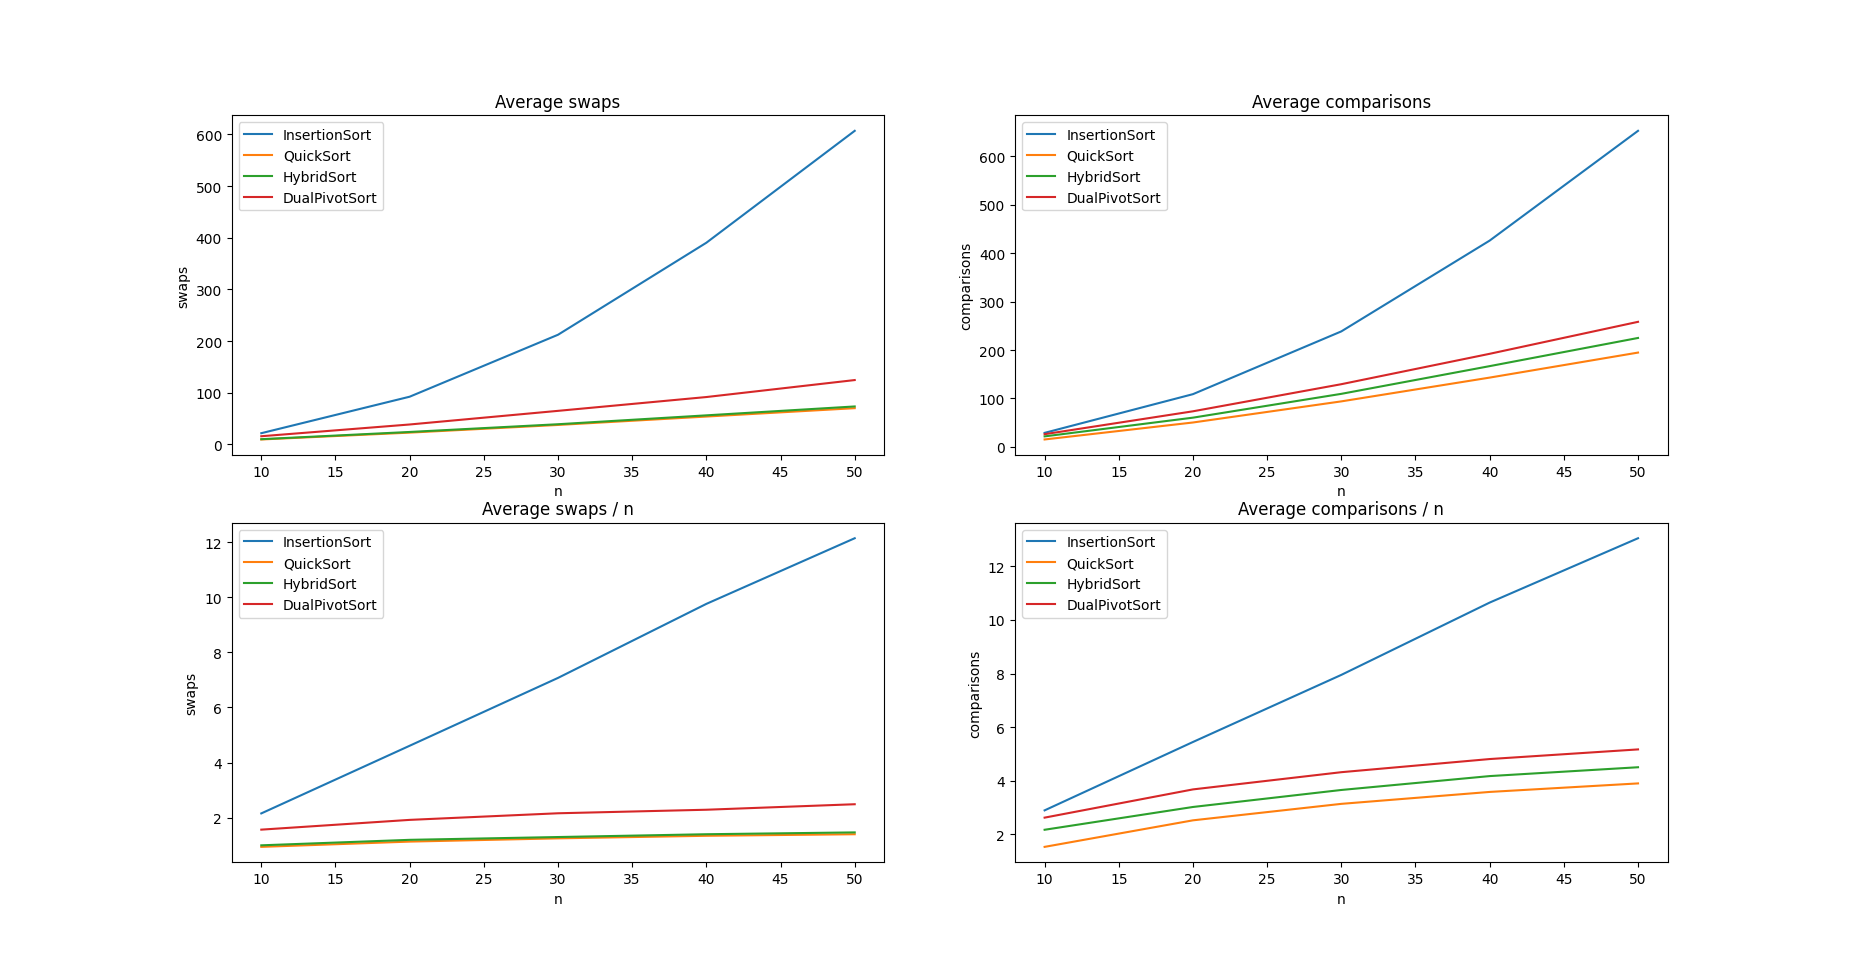 Average swaps
InsertionSort
QuickSort
HybridSort
DualPivotSort
600
500
400
300
200
100
0
swaps
10 15 20 25 30 35 40 45 50
n
Average comparisons
InsertionSort
QuickSort
HybridSort
DualPivotSort
600
500
400
300
200
100
0
comparisons
10 15 20 25 30 35 40 45 50
n
Average swaps / n
InsertionSort
QuickSort
HybridSort
DualPivotSort
12
10
8
6
4
2
swaps
10 15 20 25 30 35 40 45 50
n
Average comparisons / n
InsertionSort
QuickSort
HybridSort
DualPivotSort
12
10
8
6
4
2
comparisons
10 15 20 25 30 35 40 45 50
n